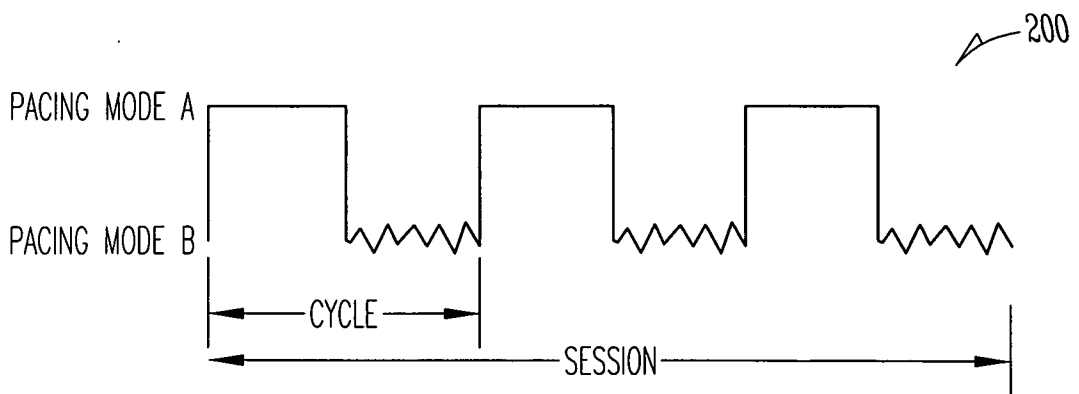 200
PACING MODE A
PACING MODE B
CYCLE
SESSION